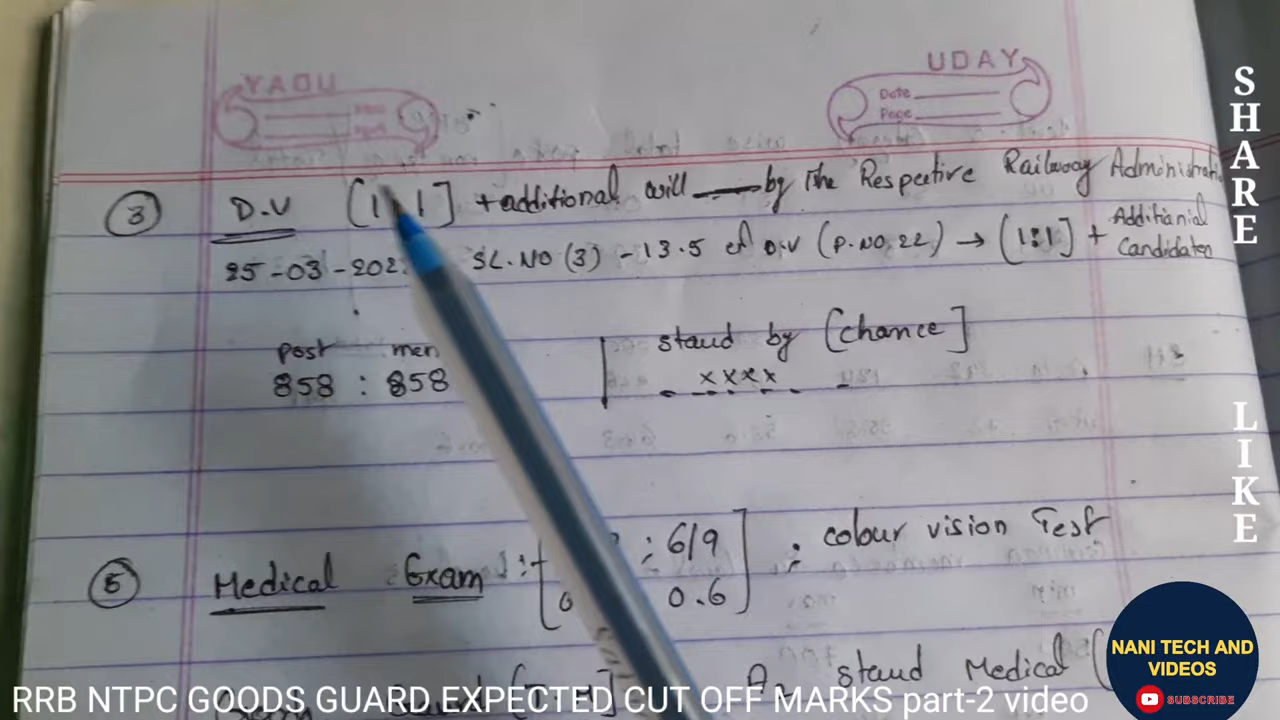 UDAY
UDAY
Date
Page
③ D.V [1:1] + additional will — by The Respective Railway Administrati
25-03-202 SL.NO (3) - 13.5 of D.V (P.NO.22) → [1:1] + Additianial Candidates
post men
858 : 858
stand by [chance]
xxxx
⑤ Medical Exam :- : 6/9 ; colour vision Test
0 0.6
stand Medical (
SHARE
LIKE
NANI TECH AND
VIDEOS
SUBSCRIBE
RRB NTPC GOODS GUARD EXPECTED CUT OFF MARKS part-2 video